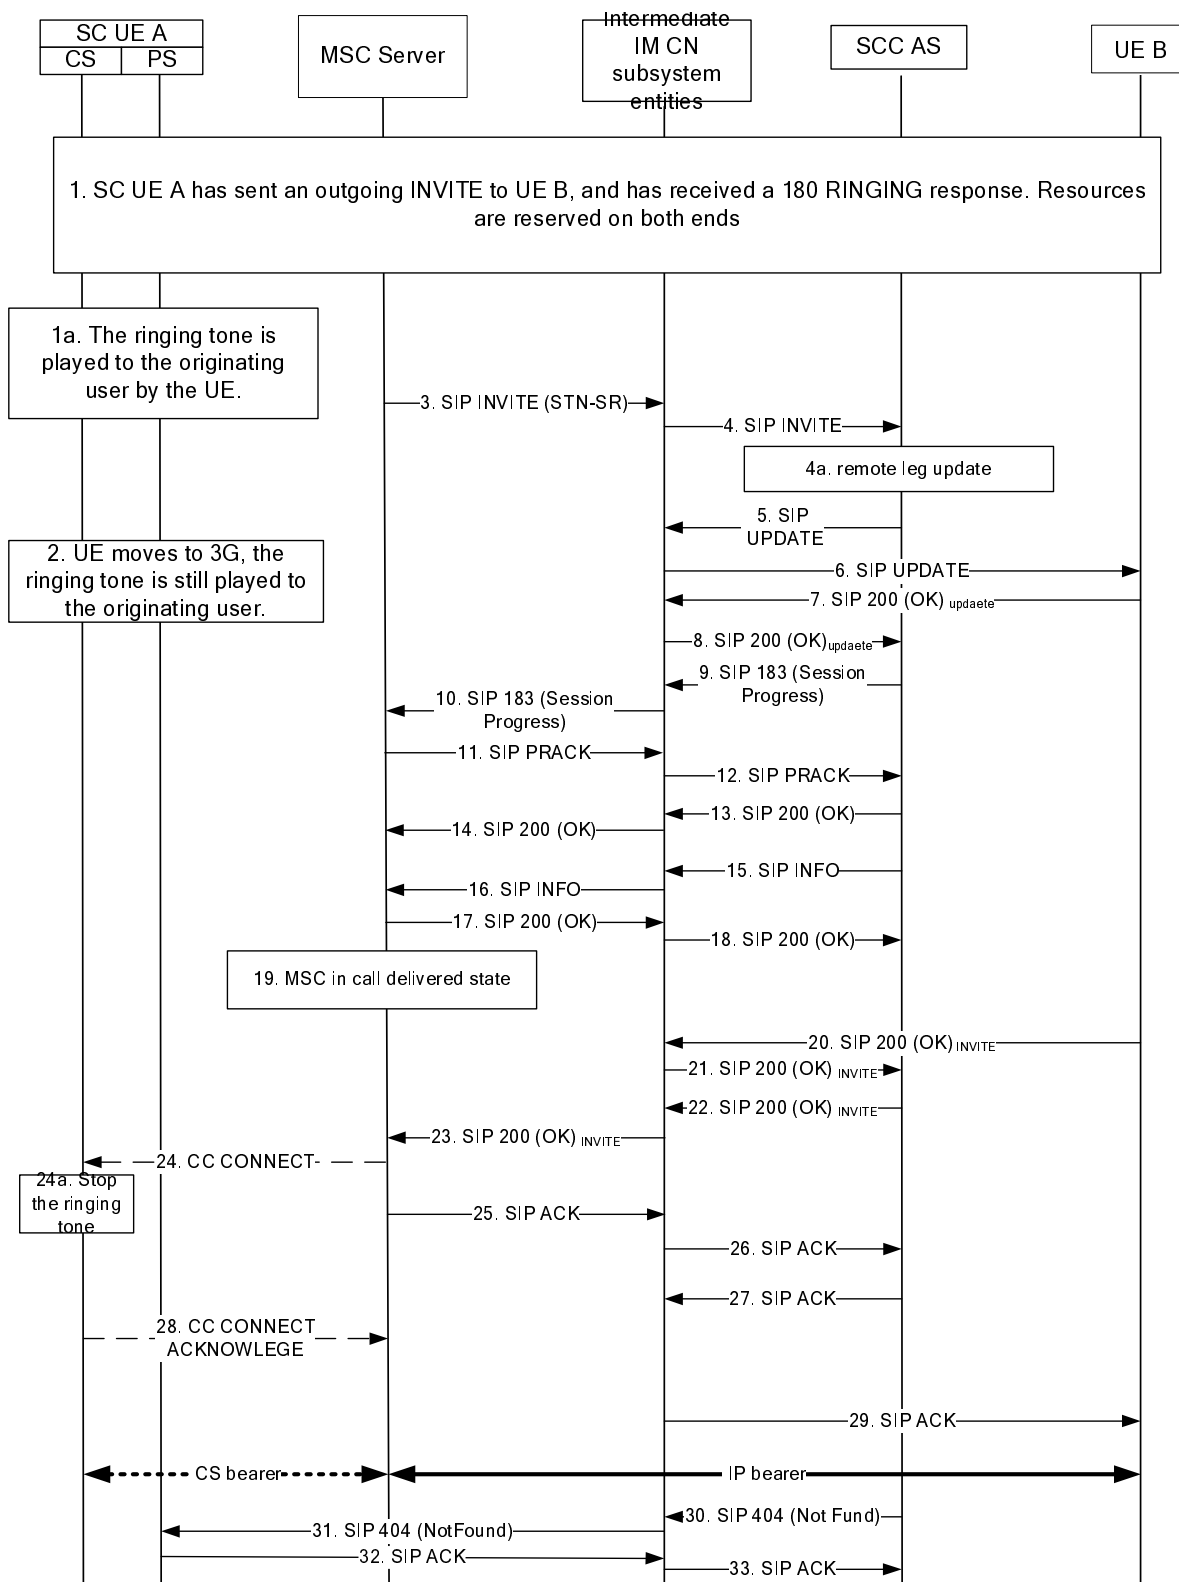 SC UE A
CS PS
MSC Server
Intermediate
IM CN
subsystem
entities
SCC AS
UE B
1. SC UE A has sent an outgoing INVITE to UE B, and has received a 180 RINGING response. Resources
are reserved on both ends
1a. The ringing tone is
played to the originating
user by the UE.
3. SIP INVITE (STN-SR)
4. SIP INVITE
4a. remote leg update
5. SIP
UPDATE
2. UE moves to 3G, the
ringing tone is still played to
the originating user.
6. SIP UPDATE
7. SIP 200 (OK) updaete
8. SIP 200 (OK)updaete
9. SIP 183 (Session
Progress)
10. SIP 183 (Session
Progress)
11. SIP PRACK
12. SIP PRACK
13. SIP 200 (OK)
14. SIP 200 (OK)
15. SIP INFO
16. SIP INFO
17. SIP 200 (OK)
18. SIP 200 (OK)
19. MSC in call delivered state
20. SIP 200 (OK) INVITE
21. SIP 200 (OK) INVITE
22. SIP 200 (OK) INVITE
23. SIP 200 (OK) INVITE
24. CC CONNECT
24a. Stop
the ringing
tone
25. SIP ACK
26. SIP ACK
27. SIP ACK
28. CC CONNECT
ACKNOWLEGE
29. SIP ACK
CS bearer
IP bearer
30. SIP 404 (Not Fund)
31. SIP 404 (NotFound)
32. SIP ACK
33. SIP ACK